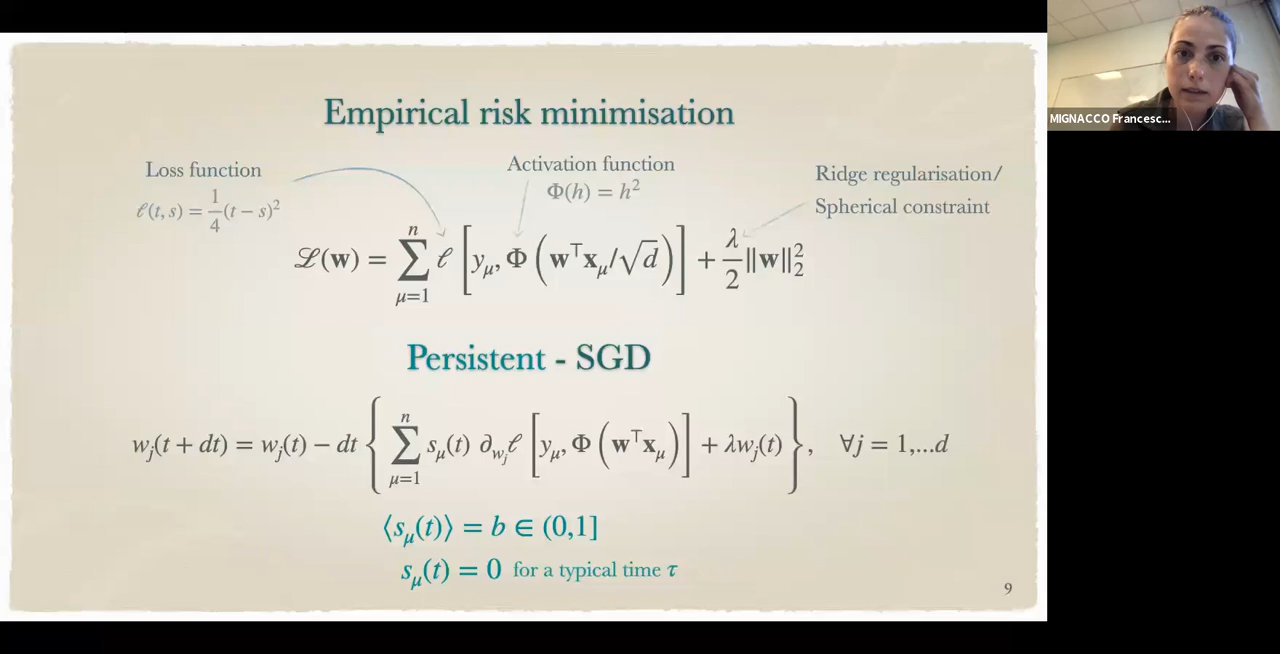 Empirical risk minimisation
Loss function
ℓ(t, s) = 1/4 (t − s)²
Activation function
Φ(h) = h²
Ridge regularisation/
Spherical constraint
ℒ(w) = ∑_{μ=1}^{n} ℓ [y_μ, Φ (w^⊤x_μ/√d)] + λ/2 ||w||₂²
Persistent - SGD
w_j(t + dt) = w_j(t) − dt { ∑_{μ=1}^{n} s_μ(t) ∂_{w_j}ℓ [y_μ, Φ (w^⊤x_μ)] + λw_j(t) }, ∀j = 1,...d
⟨s_μ(t)⟩ = b ∈ (0,1]
s_μ(t) = 0 for a typical time τ
9
MIGNACCO Francesc...